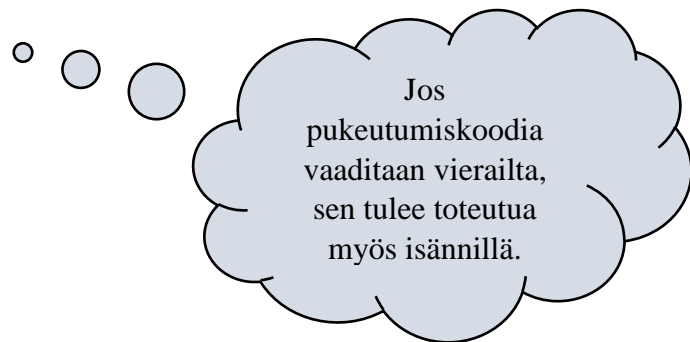 Jos
pukeutumiskoodia
vaaditaan vierailta,
sen tulee toteutua
myös isännillä.